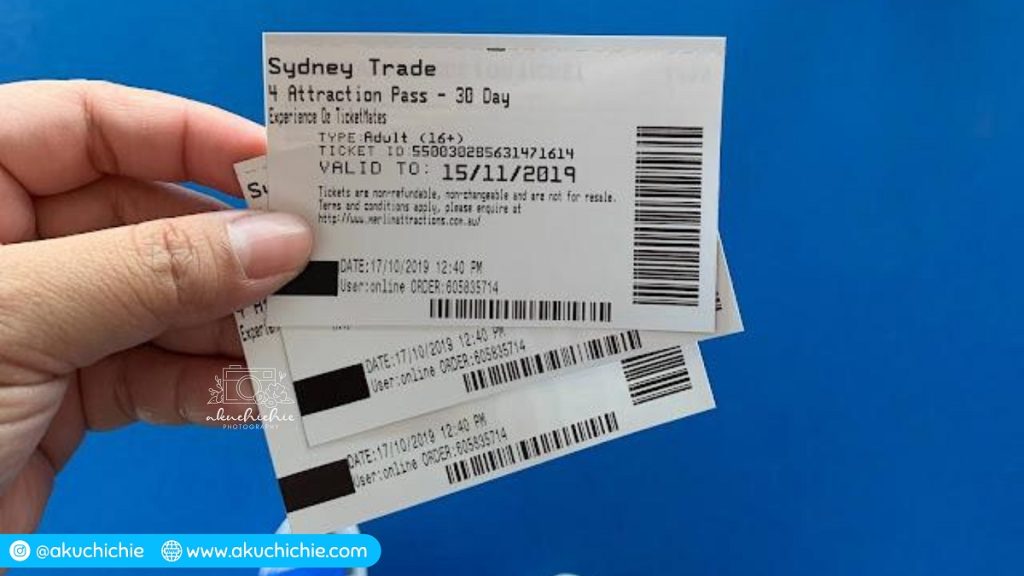 Sydney Trade
4 Attraction Pass - 30 Day
Experience Oz TicketMates
TYPE:Adult (16+)
TICKET ID:55003028563147l614
VALID TO: 15/11/2019
Tickets are non-refundable, non-changeable and are not for resale.
Terms and conditions apply, please enquire at
http://www.merlinattractions.com.au/
DATE:17/10/2019 12:40 PM
User:online ORDER:605835714
DATE:17/10/2019 12:40 PM
User:online ORDER:605835714
DATE:17/10/2019 12:40 PM
User:online ORDER:605835714
akuchichie
PHOTOGRAPHY
@akuchichie www.akuchichie.com